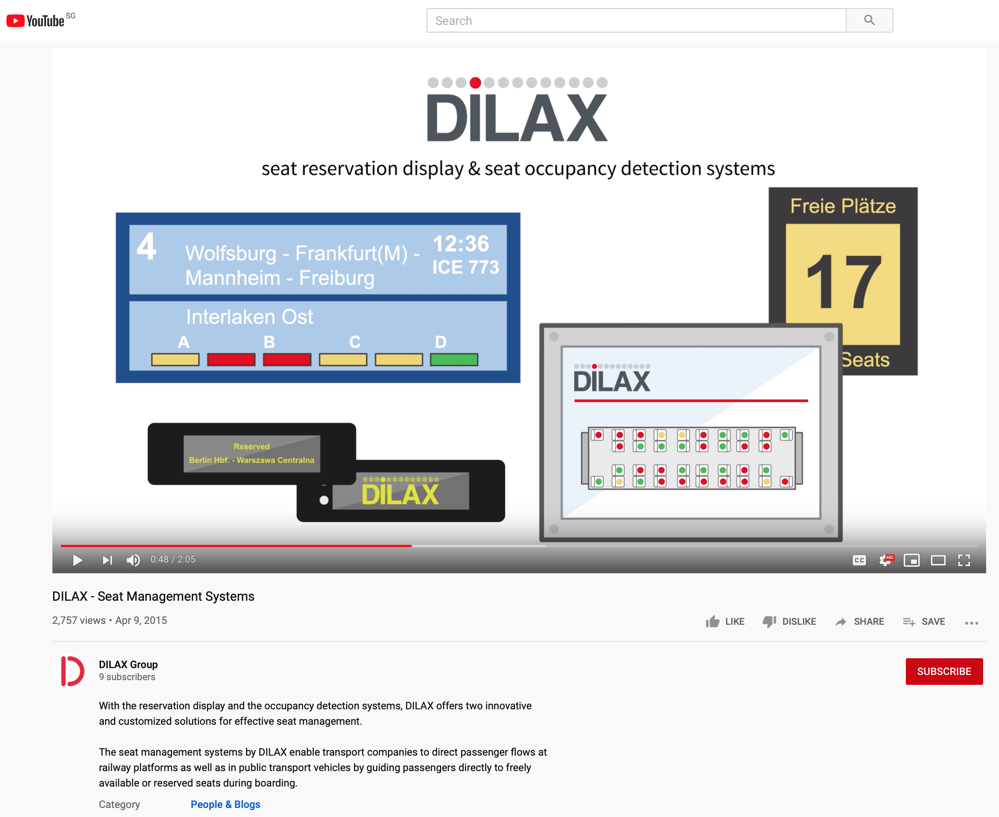 YouTube SG
Search
DILAX
seat reservation display & seat occupancy detection systems
Freie Plätze
17
Seats
4
Wolfsburg - Frankfurt(M) -
Mannheim - Freiburg
12:36
ICE 773
Interlaken Ost
A B C D
DILAX
Reserved
Berlin Hbf. - Warszawa Centralna
DILAX
0:48 / 2:05
CC
HD
DILAX - Seat Management Systems
2,757 views • Apr 9, 2015
LIKE DISLIKE SHARE SAVE
DILAX Group
9 subscribers
SUBSCRIBE
With the reservation display and the occupancy detection systems, DILAX offers two innovative
and customized solutions for effective seat management.
The seat management systems by DILAX enable transport companies to direct passenger flows at
railway platforms as well as in public transport vehicles by guiding passengers directly to freely
available or reserved seats during boarding.
Category People & Blogs